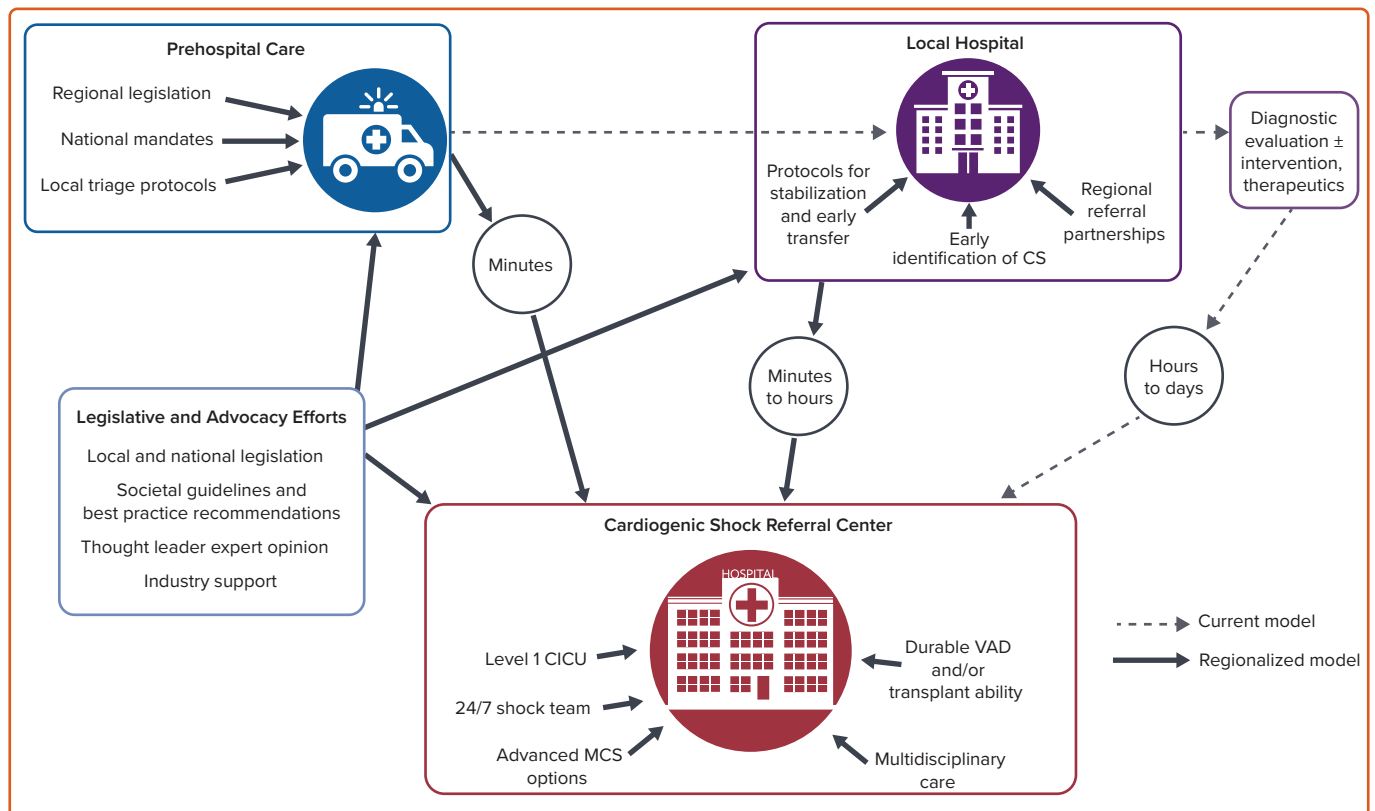 Prehospital Care
Regional legislation
National mandates
Local triage protocols
Minutes
Local Hospital
Protocols for
stabilization
and early
transfer
Early
identification of CS
Regional
referral
partnerships
Diagnostic
evaluation ±
intervention,
therapeutics
Minutes
to hours
Hours
to days
Legislative and Advocacy Efforts
Local and national legislation
Societal guidelines and
best practice recommendations
Thought leader expert opinion
Industry support
Cardiogenic Shock Referral Center
HOSPITAL
Level 1 CICU
24/7 shock team
Advanced MCS
options
Durable VAD
and/or
transplant ability
Multidisciplinary
care
Current model
Regionalized model